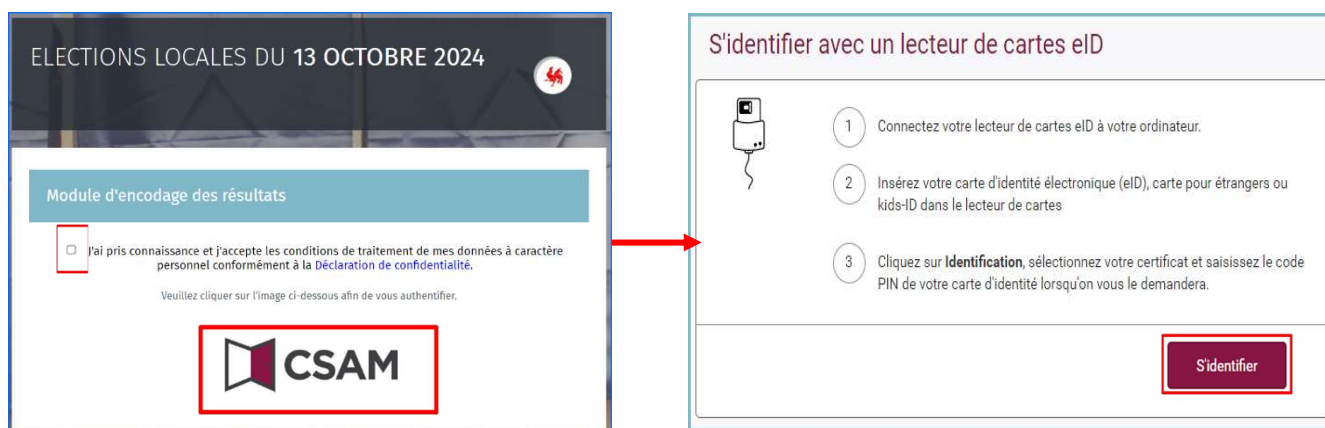 ELECTIONS LOCALES DU 13 OCTOBRE 2024
Module d'encodage des résultats
J'ai pris connaissance et j'accepte les conditions de traitement de mes données à caractère
personnel conformément à la Déclaration de confidentialité.
Veuillez cliquer sur l'image ci-dessous afin de vous authentifier.
CSAM
S'identifier avec un lecteur de cartes eID
1 Connectez votre lecteur de cartes eID à votre ordinateur.
2 Insérez votre carte d'identité électronique (eID), carte pour étrangers ou
kids-ID dans le lecteur de cartes
3 Cliquez sur Identification, sélectionnez votre certificat et saisissez le code
PIN de votre carte d'identité lorsqu'on vous le demandera.
S'identifier